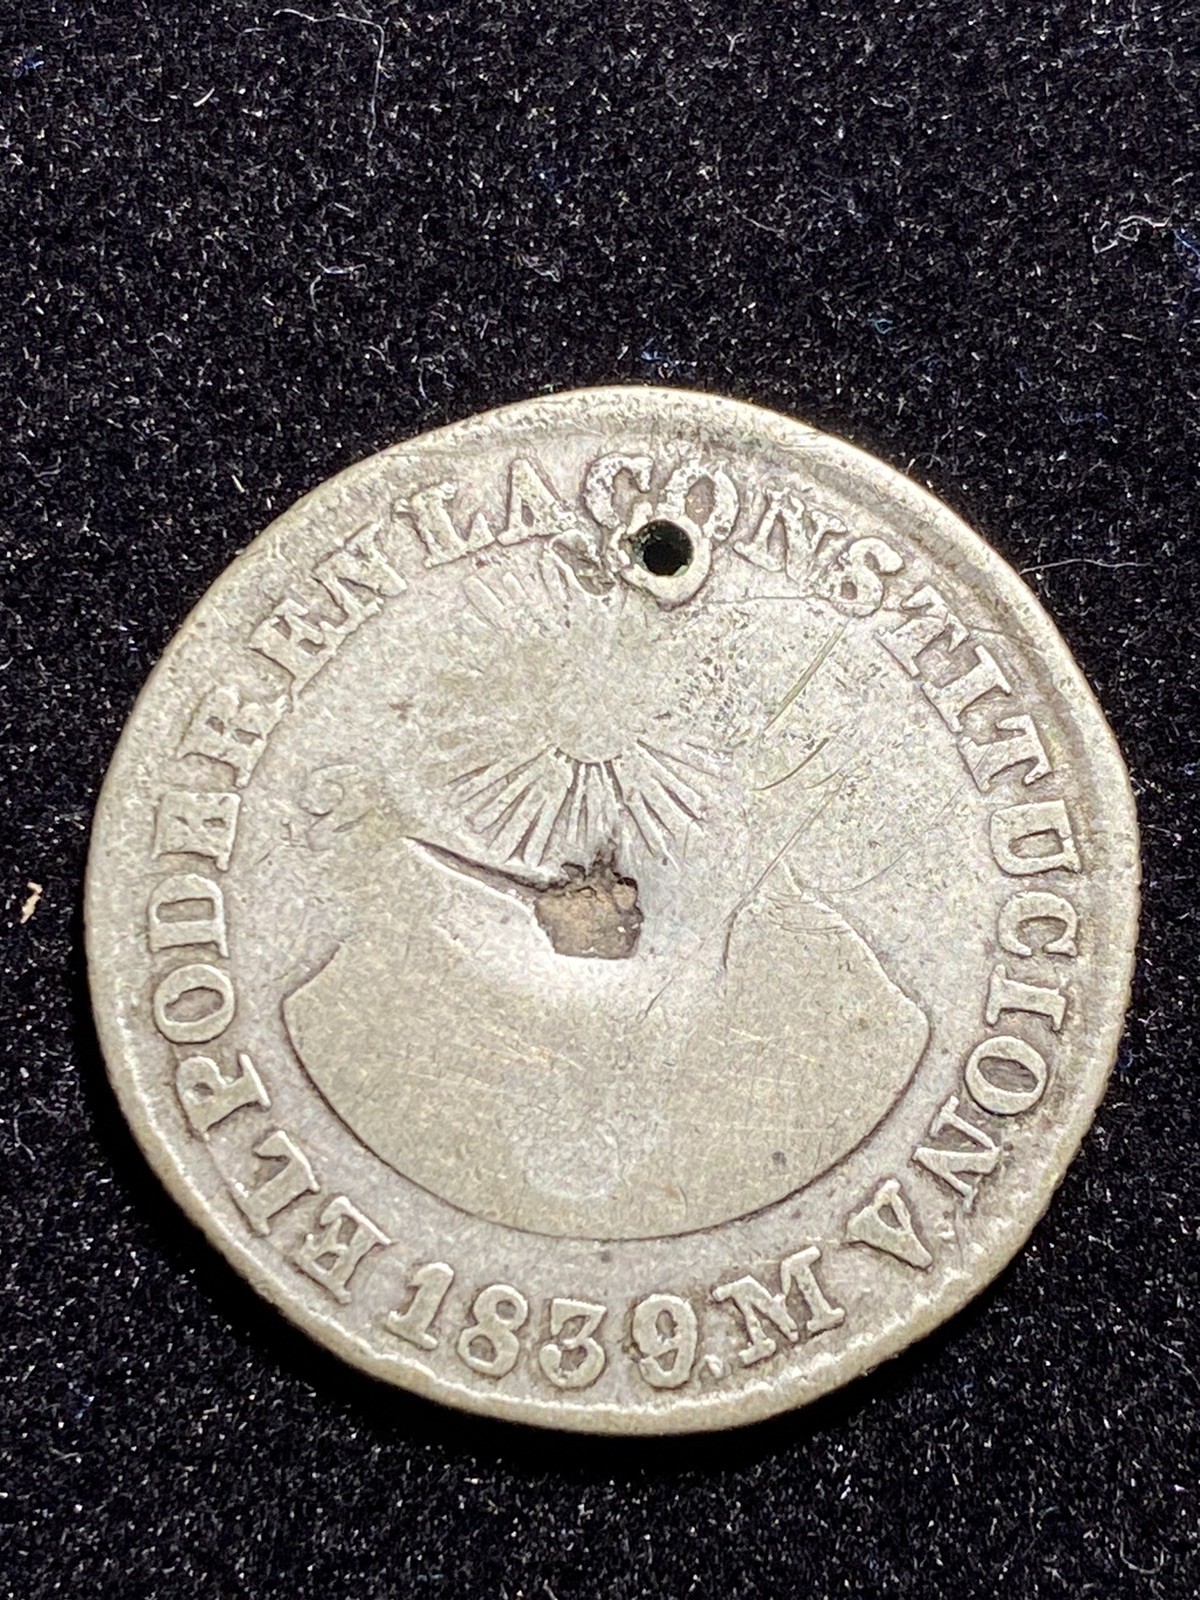 EL PODER EN LA CONSTITUCION A
1839. M